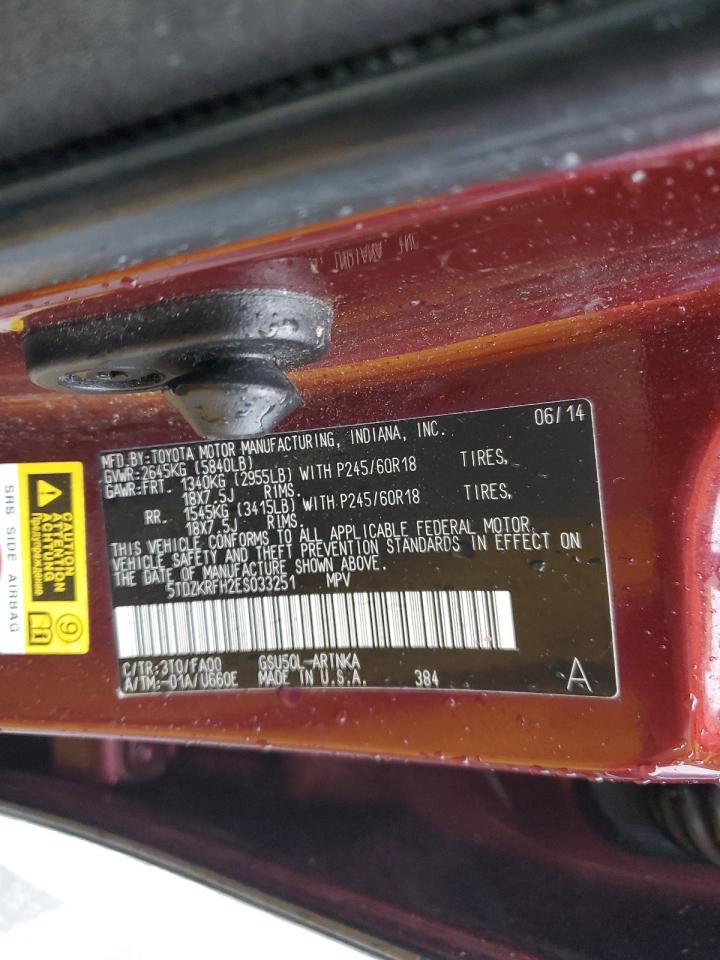 06/14
MFD.BY:TOYOTA MOTOR MANUFACTURING, INDIANA, INC.
GVWR:2645KG (5840LB)
GAWR:FRT. 1340KG (2955LB) WITH P245/60R18 TIRES,
18X7.5J RIMS.
RR. 1545KG (3415LB) WITH P245/60R18 TIRES,
18X7.5J RIMS.
THIS VEHICLE CONFORMS TO ALL APPLICABLE FEDERAL MOTOR
VEHICLE SAFETY AND THEFT PREVENTION STANDARDS IN EFFECT ON
THE DATE OF MANUFACTURE SHOWN ABOVE.
5TDZKRFH2ES033251 MPV
C/TR:3T0/FA00 GSU50L-ARTNKA
A/TM:-01A/U660E MADE IN U.S.A. 384
A
CAUTION
ATTENTION
ACHTUNG
Предупреждение
9
SRS SIDE AIRBAG